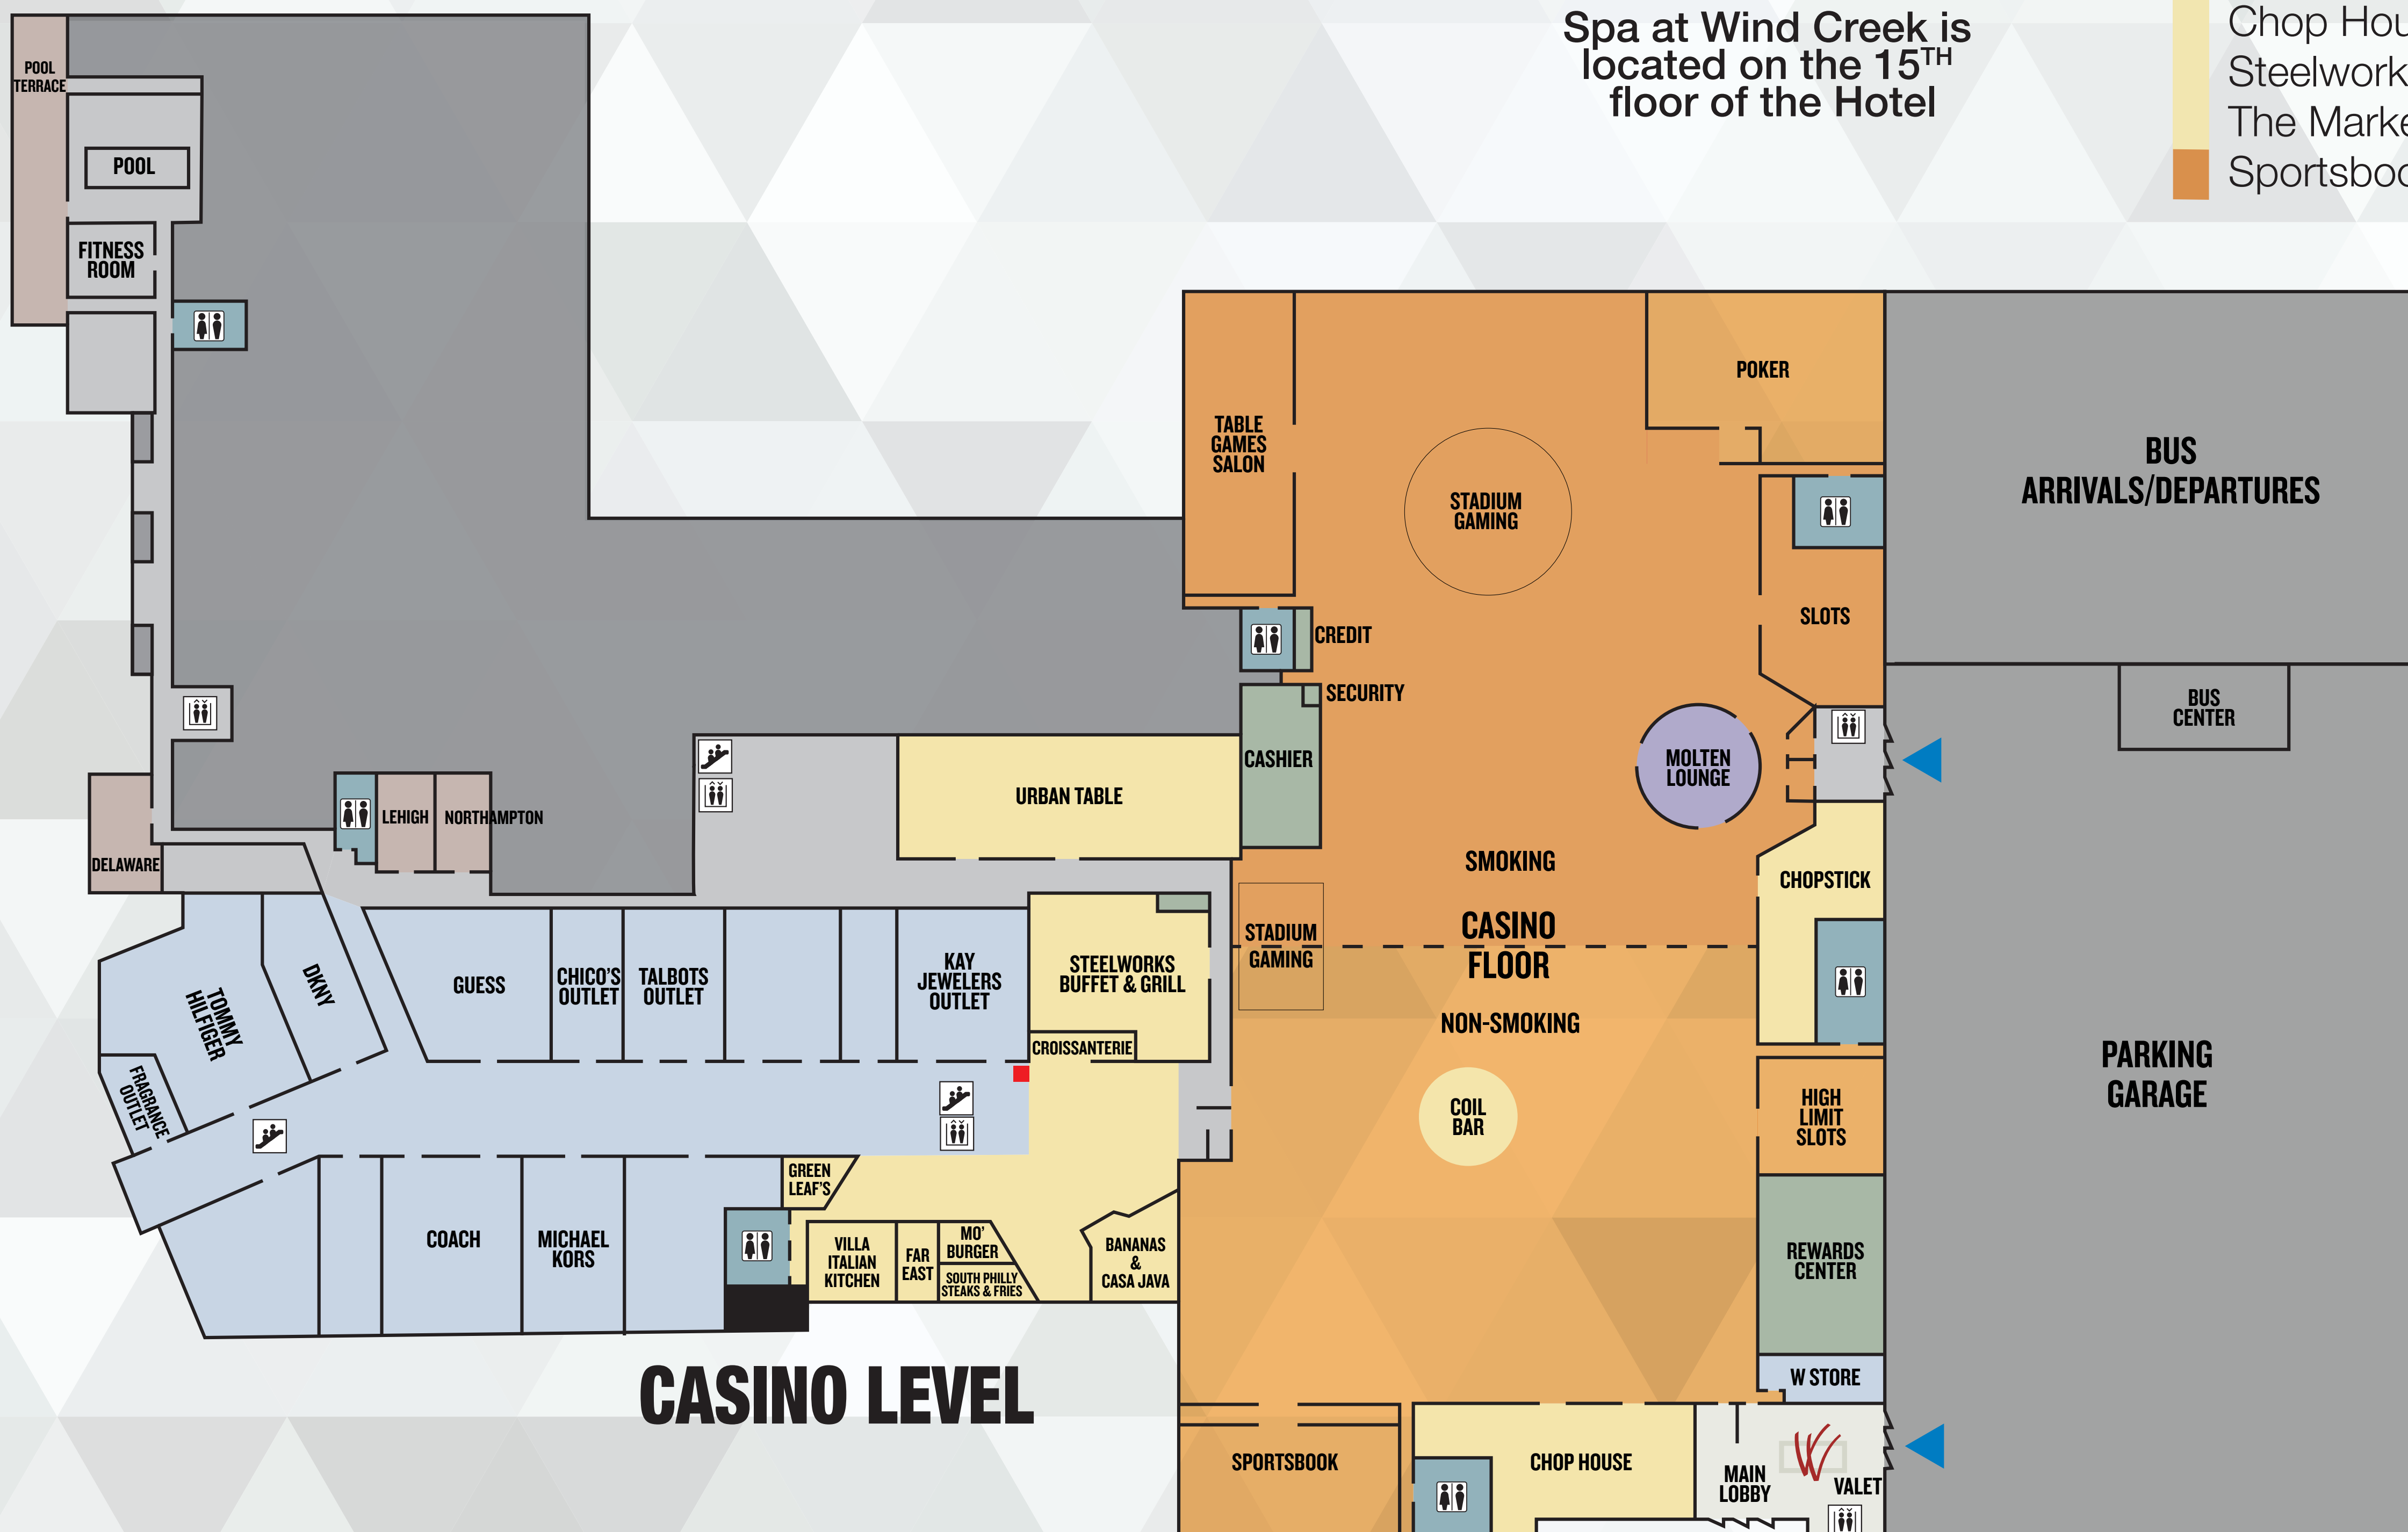 Spa at Wind Creek is
located on the 15TH
floor of the Hotel
Chop Hou
Steelwork
The Marke
Sportsboo
POOL
TERRACE
POOL
FITNESS
ROOM
TABLE
GAMES
SALON
STADIUM
GAMING
POKER
BUS
ARRIVALS/DEPARTURES
SLOTS
CREDIT
SECURITY
CASHIER
MOLTEN
LOUNGE
BUS
CENTER
URBAN TABLE
LEHIGH
NORTHAMPTON
DELAWARE
SMOKING
CASINO
FLOOR
NON-SMOKING
STADIUM
GAMING
CHOPSTICK
TOMMY
HILFIGER
DKNY
FRAGRANCE
OUTLET
GUESS
CHICO'S
OUTLET
TALBOTS
OUTLET
KAY
JEWELERS
OUTLET
STEELWORKS
BUFFET & GRILL
CROISSANTERIE
COIL
BAR
HIGH
LIMIT
SLOTS
PARKING
GARAGE
COACH
MICHAEL
KORS
GREEN
LEAF'S
VILLA
ITALIAN
KITCHEN
FAR
EAST
MO'
BURGER
SOUTH PHILLY
STEAKS & FRIES
BANANAS
&
CASA JAVA
REWARDS
CENTER
W STORE
CASINO LEVEL
SPORTSBOOK
CHOP HOUSE
MAIN
LOBBY
VALET